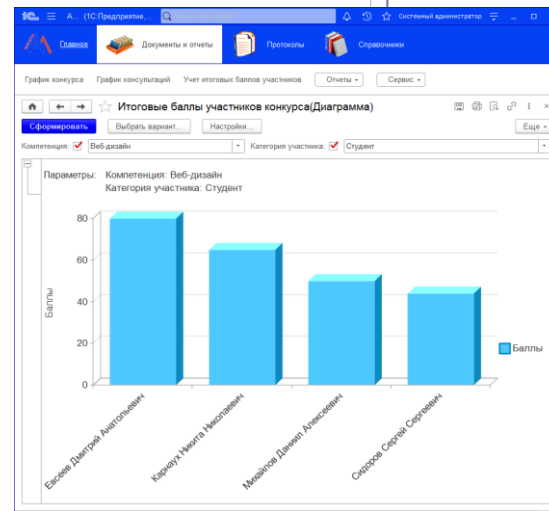 1С А... (1С:Предприятие,... Системный администратор
Главное Документы и отчеты Протоколы Справочники
График конкурса График консультаций Учет итоговых баллов участников Отчеты Сервис
Итоговые баллы участников конкурса(Диаграмма)
Сформировать Выбрать вариант... Настройки... Еще
Компетенция: Веб-дизайн Категория участника: Студент
Параметры: Компетенция: Веб-дизайн
Категория участника: Студент
80
60
40
20
0
Баллы
Баллы
Евсеев Дмитрий Анатольевич
Карнаух Никита Николаевич
Михайлов Даниил Алексеевич
Сидоров Сергей Сергеевич